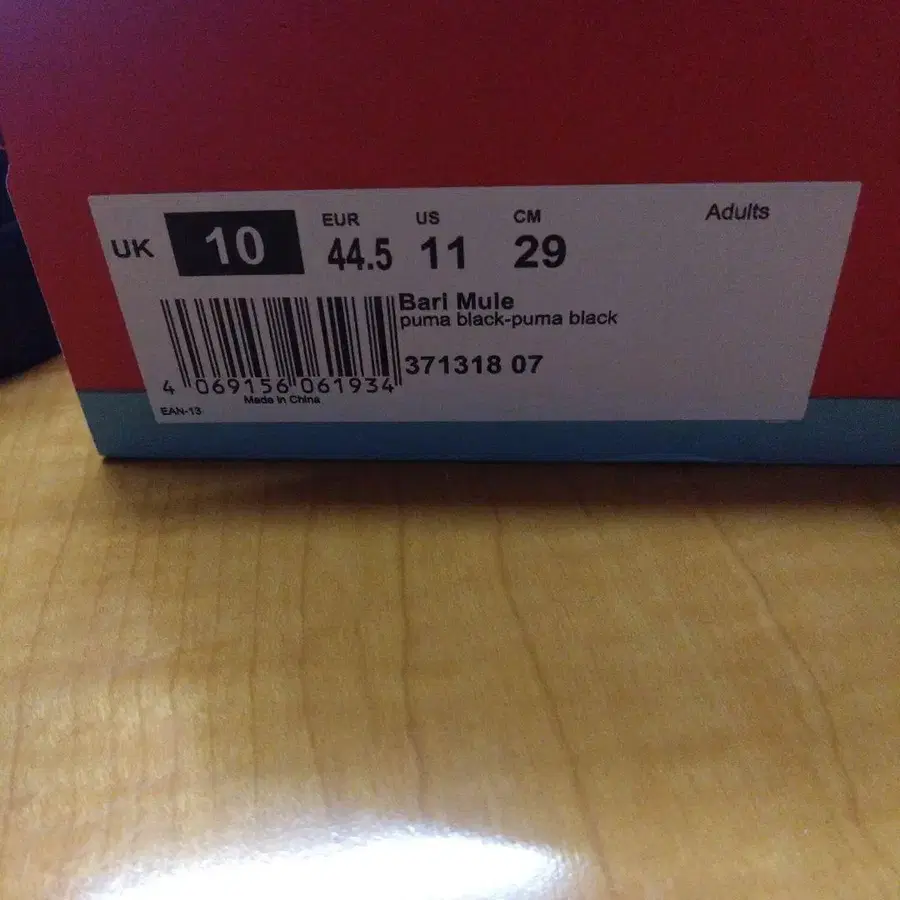 UK 10 EUR 44.5 US 11 CM 29 Adults
Bari Mule
puma black-puma black
371318 07
4 069156 061934
Made in China
EAN-13